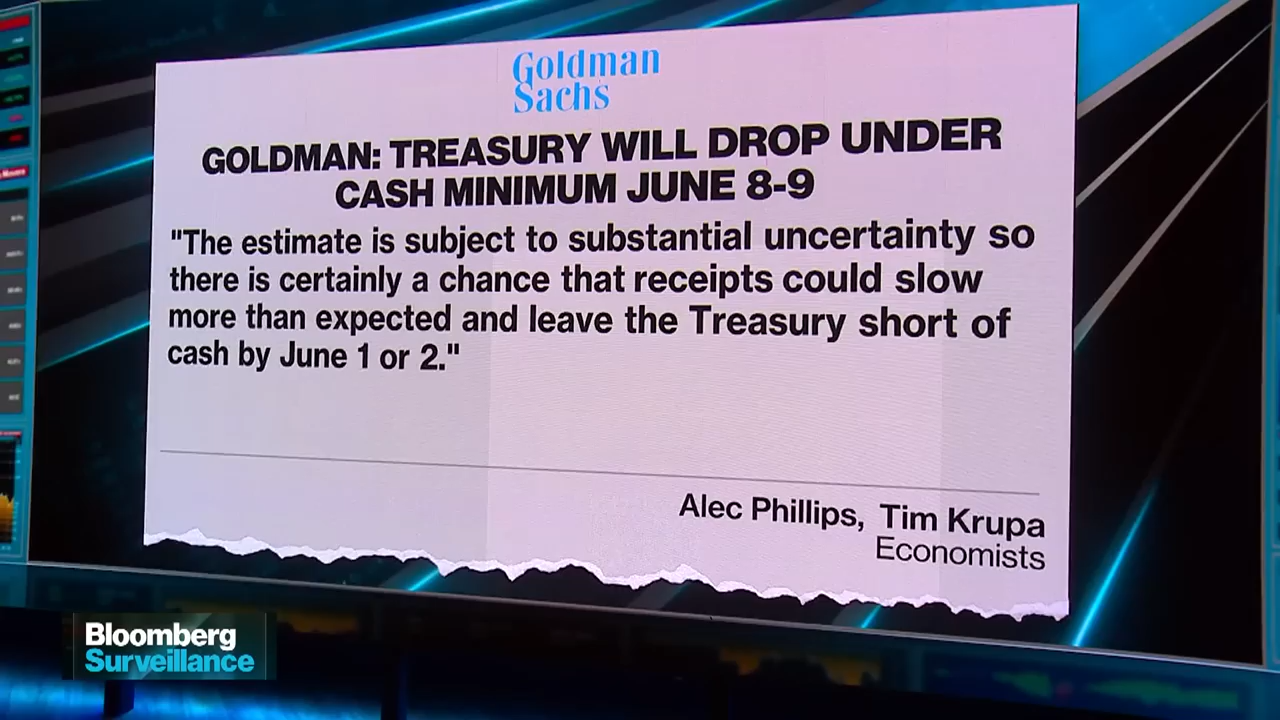 Goldman
Sachs
GOLDMAN: TREASURY WILL DROP UNDER
CASH MINIMUM JUNE 8-9
"The estimate is subject to substantial uncertainty so
there is certainly a chance that receipts could slow
more than expected and leave the Treasury short of
cash by June 1 or 2."
Alec Phillips, Tim Krupa
Economists
Bloomberg
Surveillance